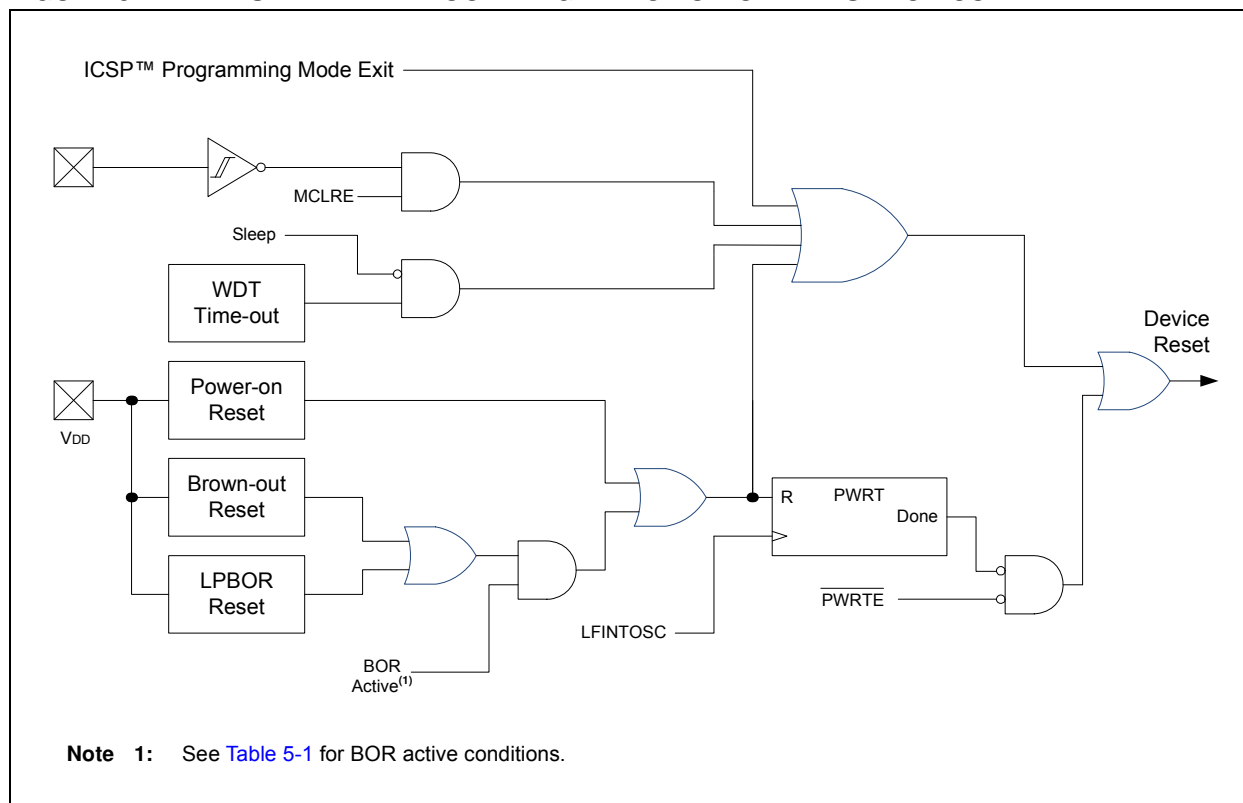 ICSP™ Programming Mode Exit
MCLRE
Sleep
WDT
Time-out
Device
Reset
Power-on
Reset
VDD
Brown-out
Reset
R PWRT
Done
LPBOR
Reset
PWRTE
LFINTOSC
BOR
Active(1)
Note 1: See Table 5-1 for BOR active conditions.